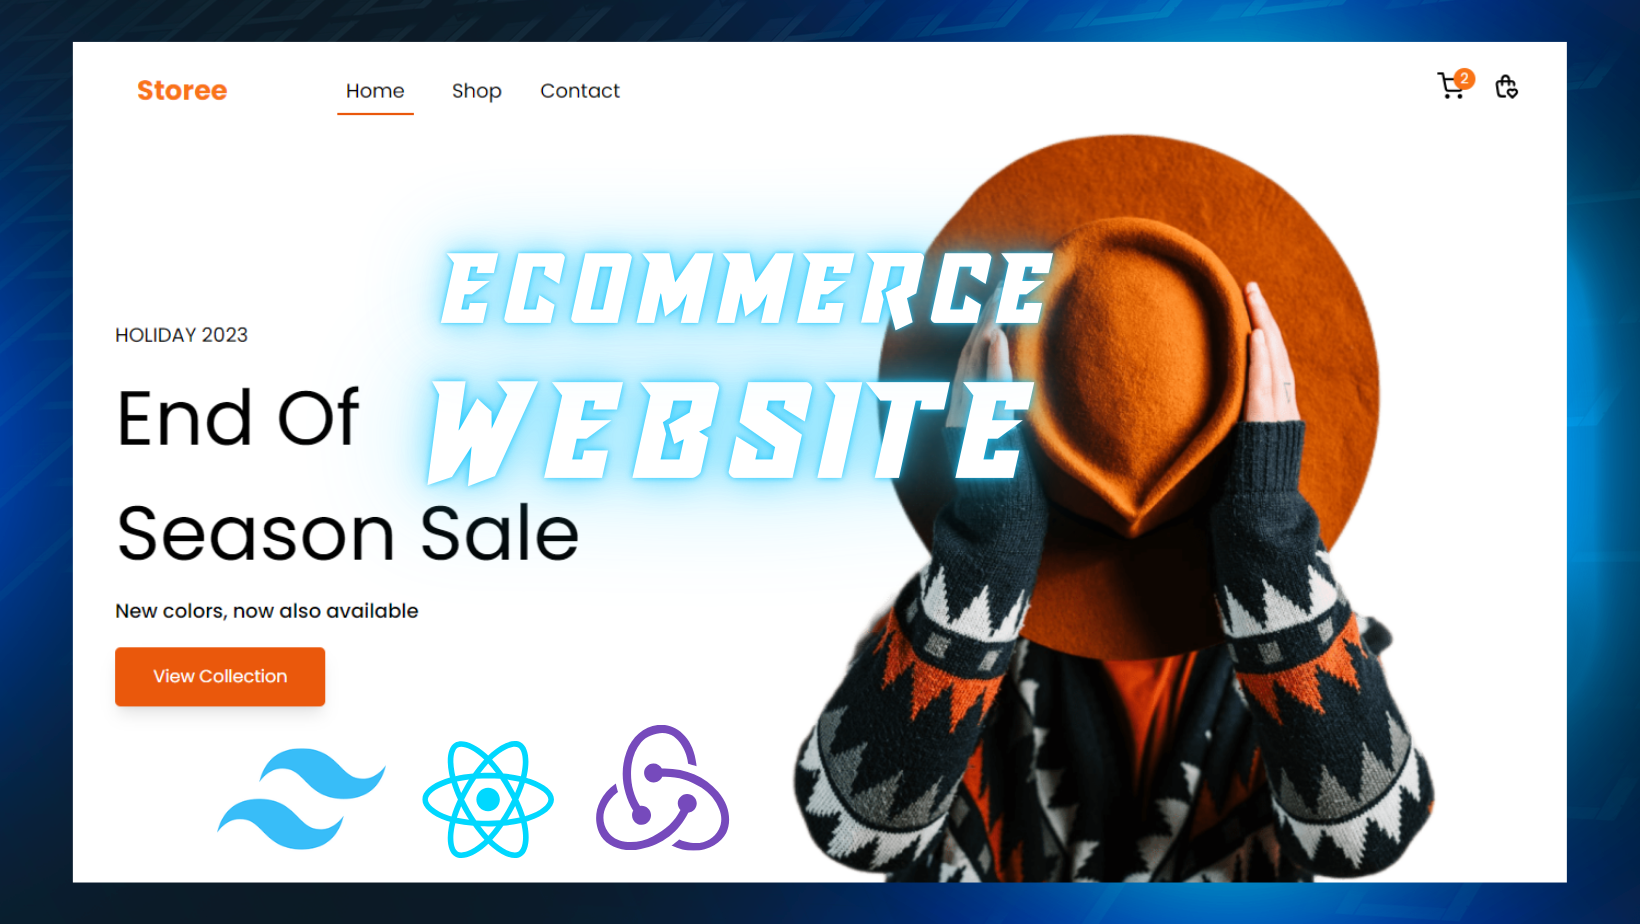 Storee
Home Shop Contact
2
ECOMMERCE
WEBSITE
HOLIDAY 2023
End Of
Season Sale
New colors, now also available
View Collection